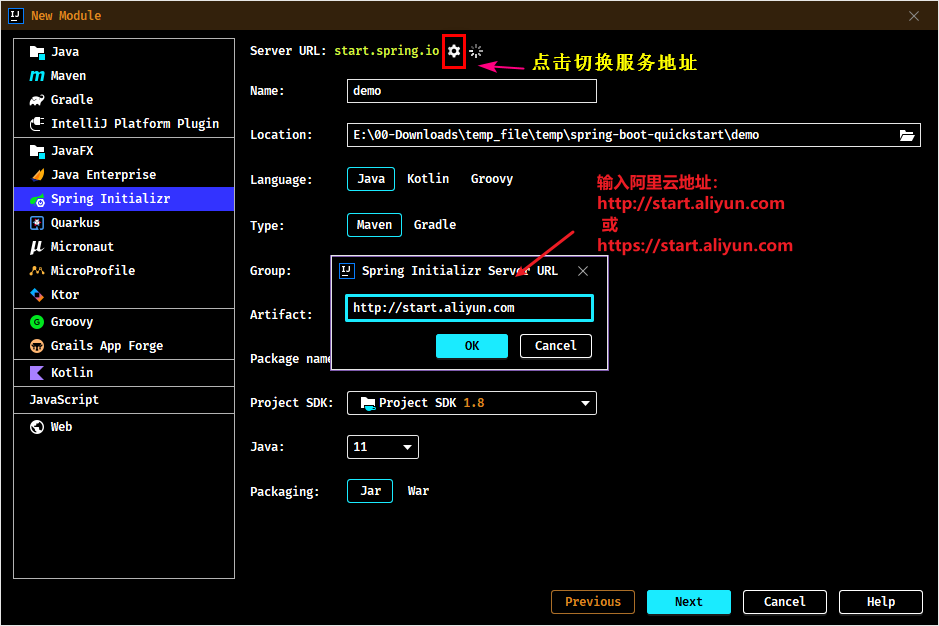 New Module
Java
Maven
Gradle
IntelliJ Platform Plugin
JavaFX
Java Enterprise
Spring Initializr
Quarkus
Micronaut
MicroProfile
Ktor
Groovy
Grails App Forge
Kotlin
JavaScript
Web
Server URL: start.spring.io
点击切换服务地址
Name: demo
Location: E:\00-Downloads\temp_file\temp\spring-boot-quickstart\demo
Language: Java Kotlin Groovy
输入阿里云地址：
http://start.aliyun.com
或
https://start.aliyun.com
Type: Maven Gradle
Group:
Spring Initializr Server URL
http://start.aliyun.com
OK Cancel
Artifact:
Package name
Project SDK: Project SDK 1.8
Java: 11
Packaging: Jar War
Previous Next Cancel Help